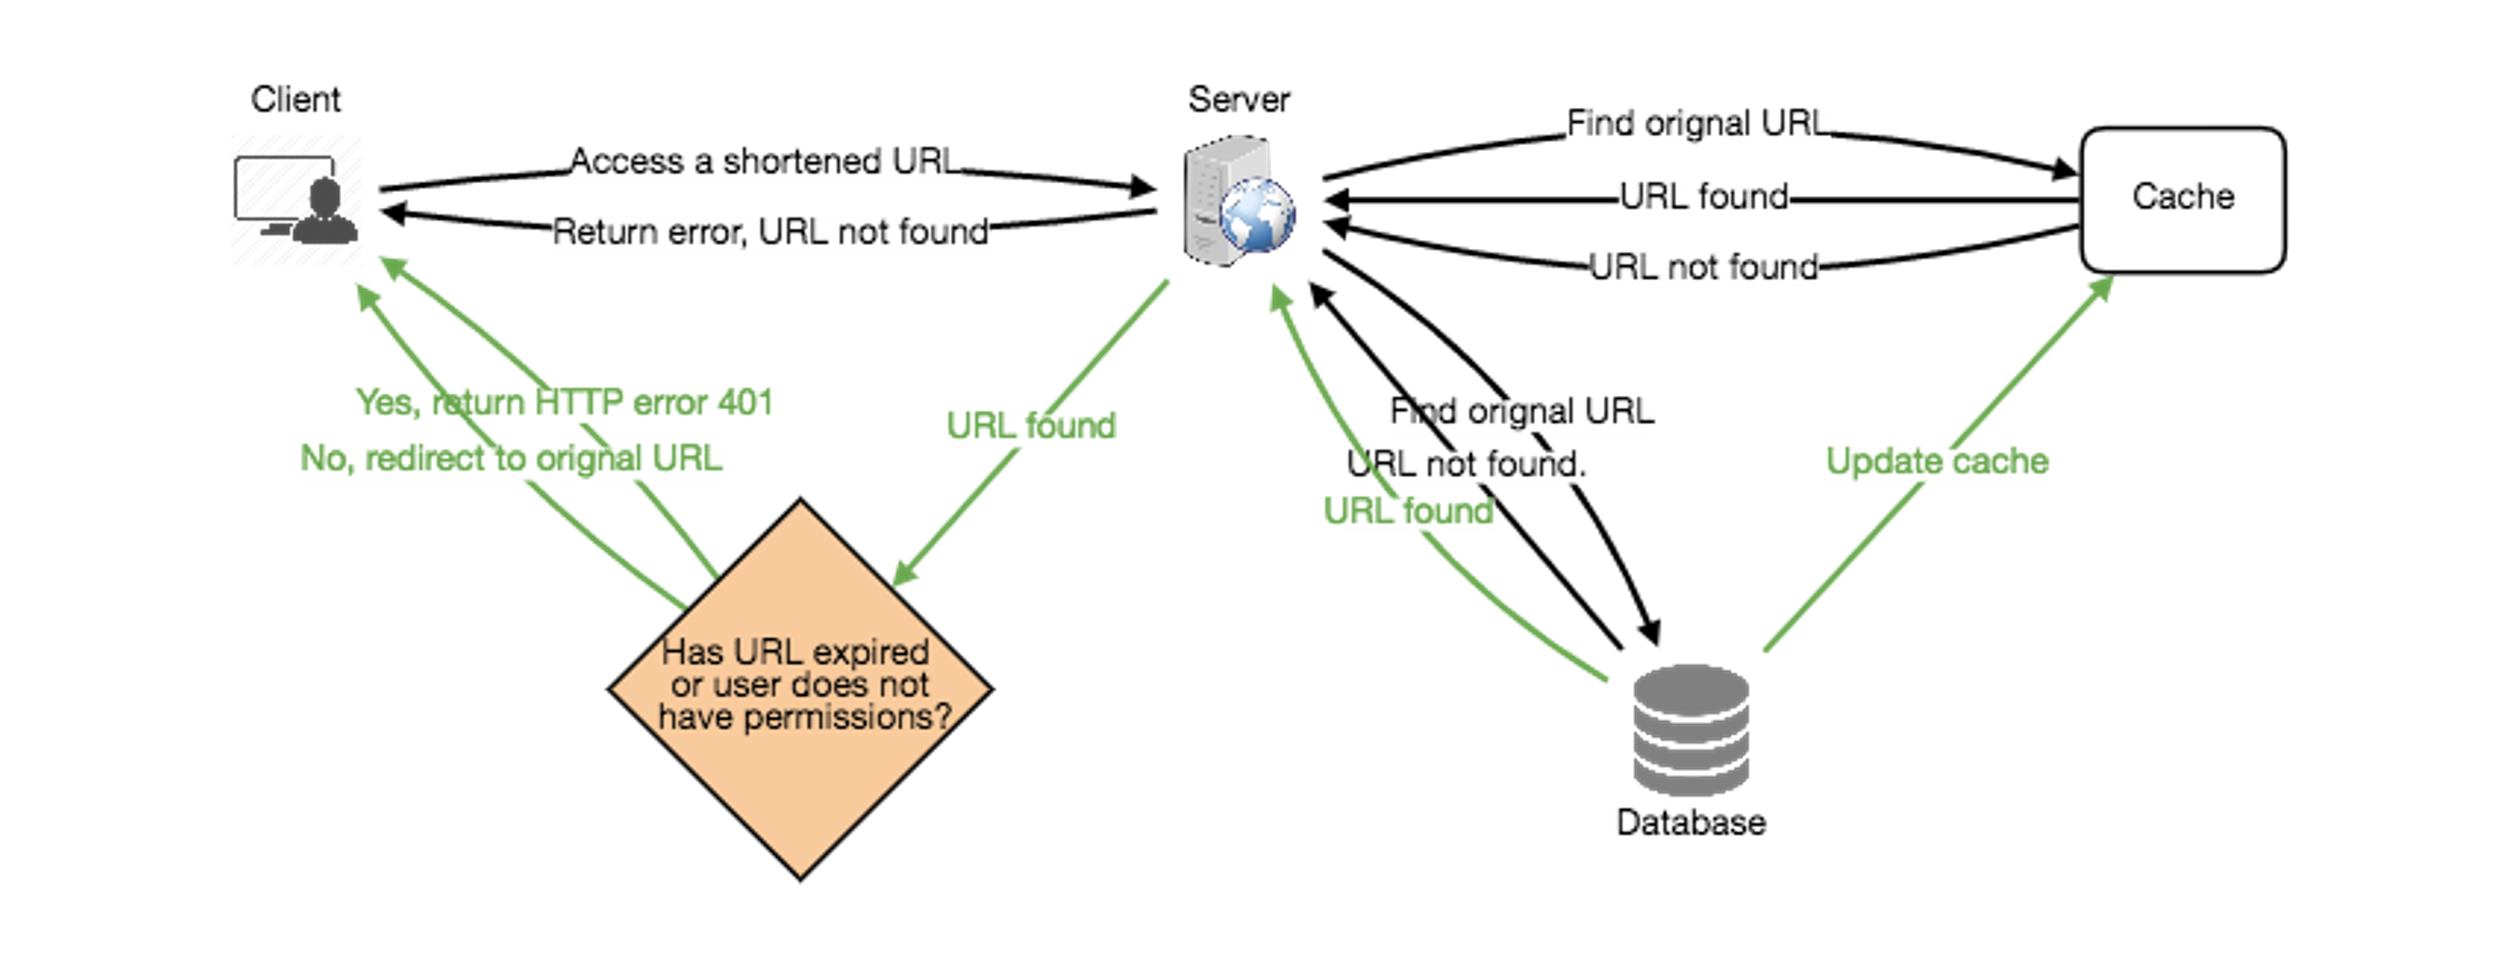 Client
Server
Find orignal URL
Access a shortened URL
URL found
Cache
Return error, URL not found
URL not found
Yes, return HTTP error 401
Find orignal URL
URL found
No, redirect to orignal URL
URL not found.
Update cache
URL found
Has URL expired
or user does not
have permissions?
Database